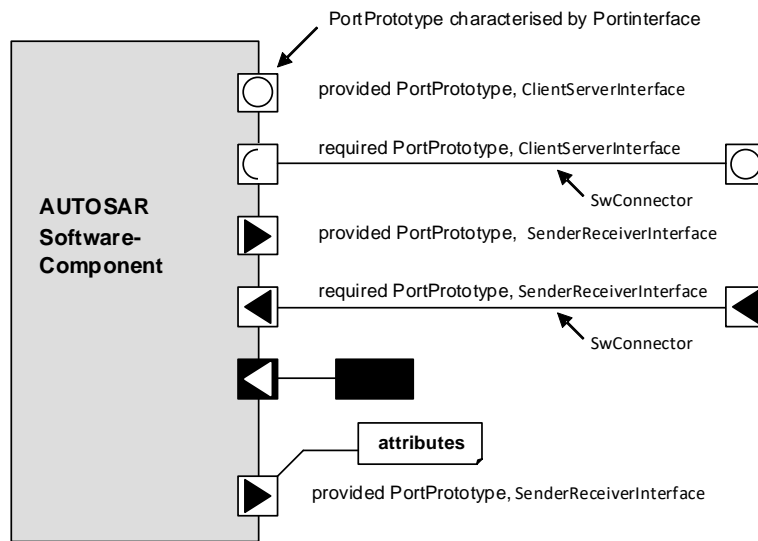 PortPrototype characterised by Portinterface
provided PortPrototype, ClientServerInterface
required PortPrototype, ClientServerInterface
SwConnector
AUTOSAR
Software-
Component
provided PortPrototype, SenderReceiverInterface
required PortPrototype, SenderReceiverInterface
SwConnector
attributes
provided PortPrototype, SenderReceiverInterface